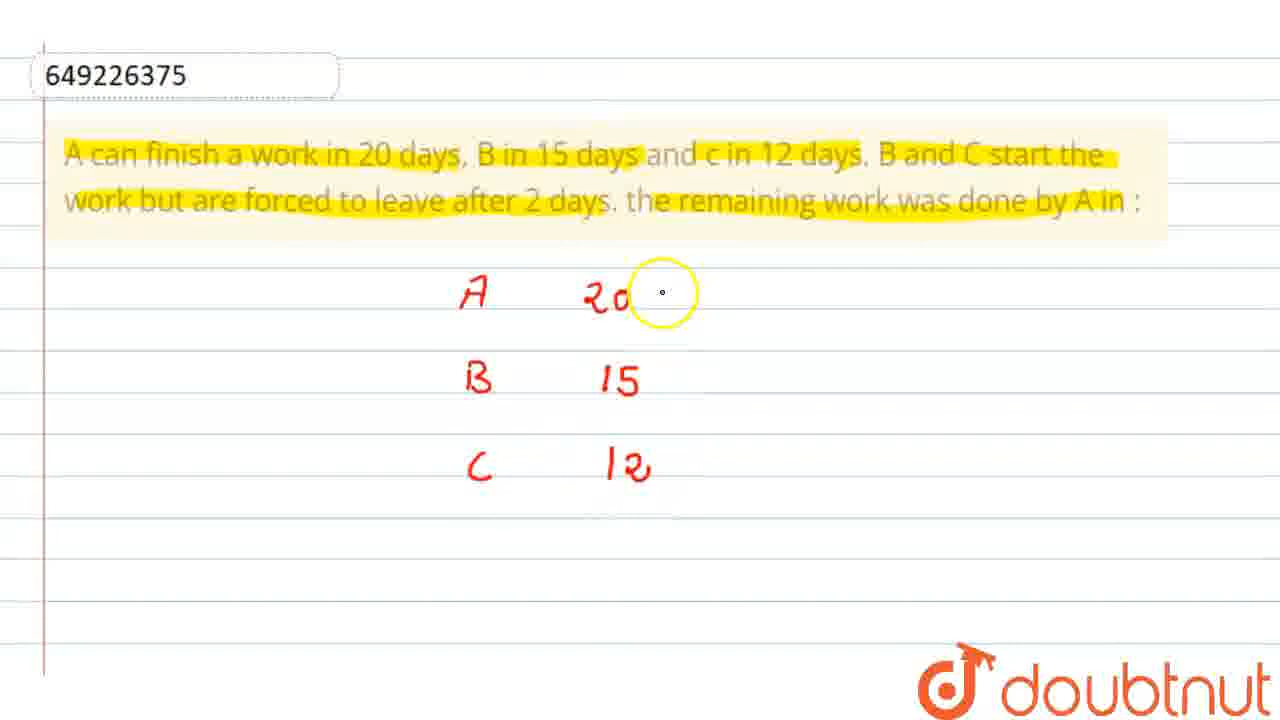 649226375
A can finish a work in 20 days, B in 15 days and c in 12 days. B and C start the
work but are forced to leave after 2 days. the remaining work was done by A in :
A 20
B 15
C 12
doubtnut